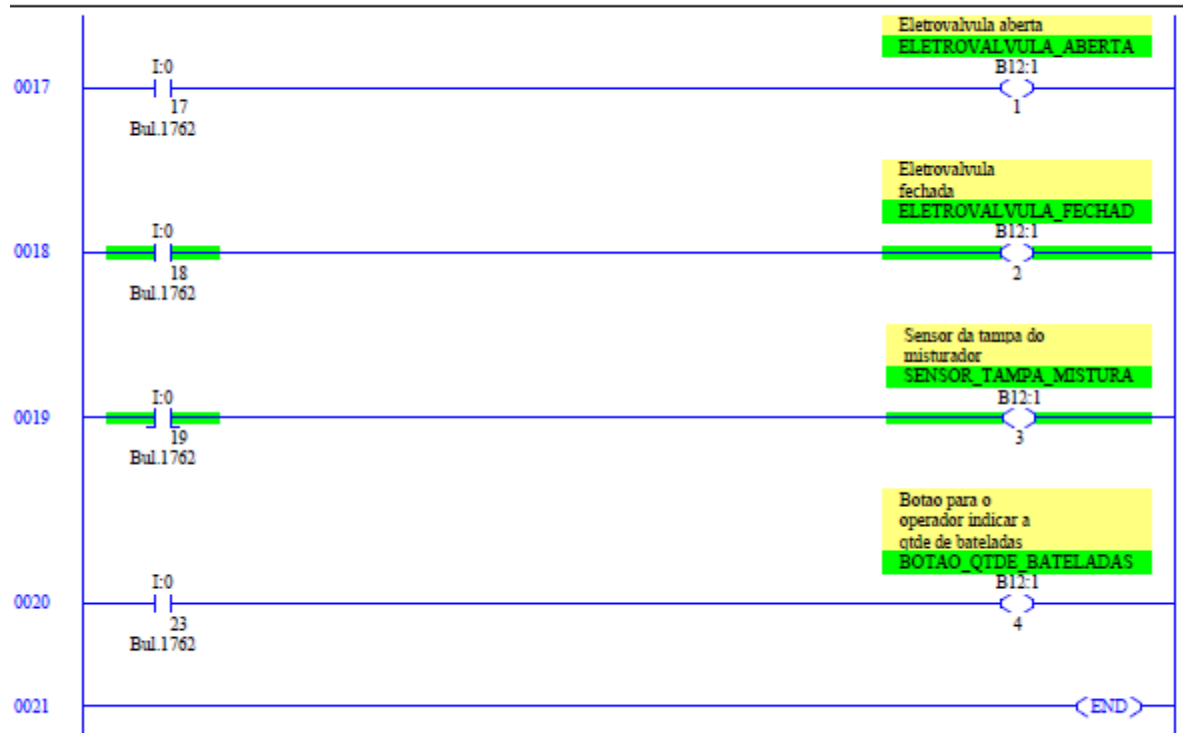 Eletrovalvula aberta
ELETROVALVULA_ABERTA
0017
I:0
17
Bul.1762
B12:1
1
Eletrovalvula
fechada
ELETROVALVULA_FECHAD
0018
I:0
18
Bul.1762
B12:1
2
Sensor da tampa do
misturador
SENSOR_TAMPA_MISTURA
0019
I:0
19
Bul.1762
B12:1
3
Botao para o
operador indicar a
qtde de bateladas
BOTAO_QTDE_BATELADAS
0020
I:0
23
Bul.1762
B12:1
4
0021
END